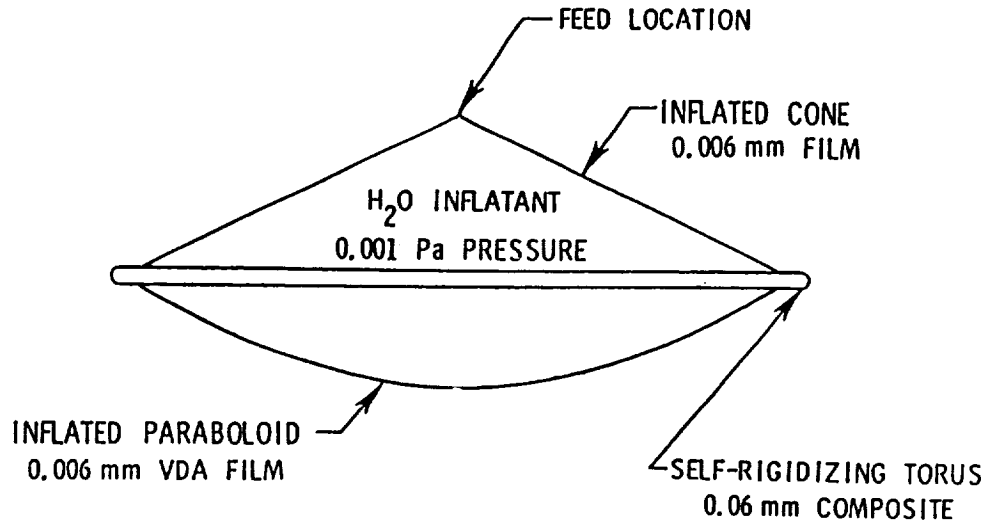 FEED LOCATION
INFLATED CONE
0.006 mm FILM
H₂O INFLATANT
0.001 Pa PRESSURE
INFLATED PARABOLOID
0.006 mm VDA FILM
SELF-RIGIDIZING TORUS
0.06 mm COMPOSITE